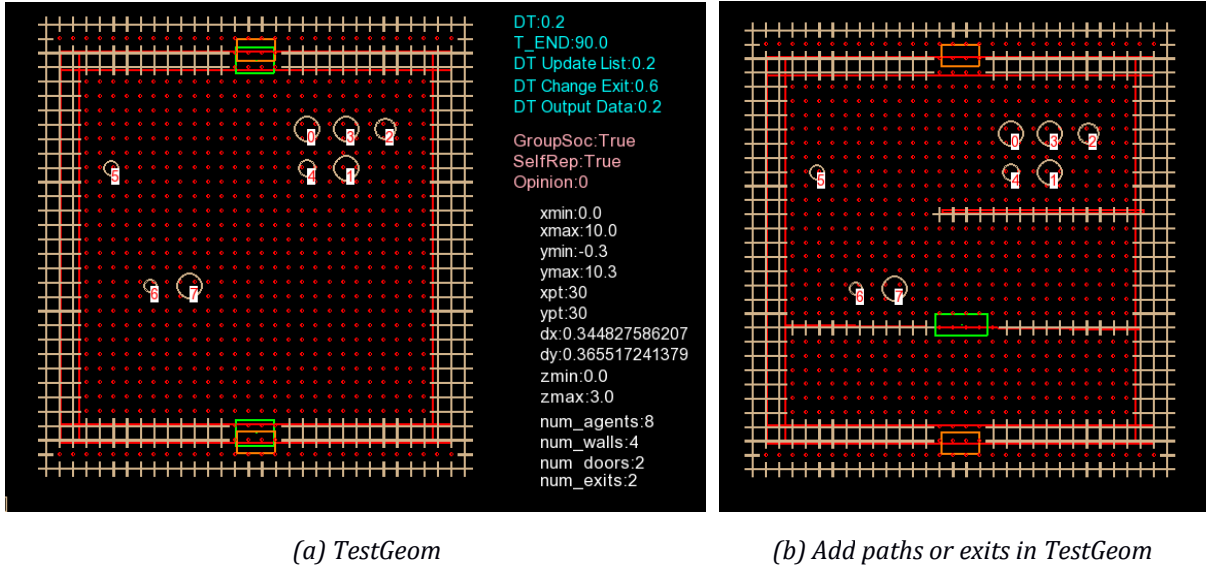 DT:0.2
T_END:90.0
DT Update List:0.2
DT Change Exit:0.6
DT Output Data:0.2
GroupSoc:True
SelfRep:True
Opinion:0
xmin:0.0
xmax:10.0
ymin:-0.3
ymax:10.3
xpt:30
ypt:30
dx:0.344827586207
dy:0.365517241379
zmin:0.0
zmax:3.0
num_agents:8
num_walls:4
num_doors:2
num_exits:2
0 3 2
5 4 1
6 7
0 3 2
5 4 1
6 7
(a) TestGeom
(b) Add paths or exits in TestGeom